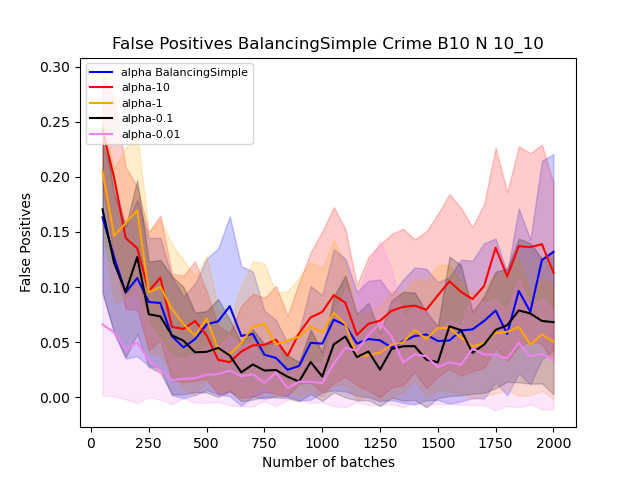 False Positives BalancingSimple Crime B10 N 10_10
alpha BalancingSimple
alpha-10
alpha-1
alpha-0.1
alpha-0.01
0.30
0.25
0.20
0.15
0.10
0.05
0.00
False Positives
0 250 500 750 1000 1250 1500 1750 2000
Number of batches